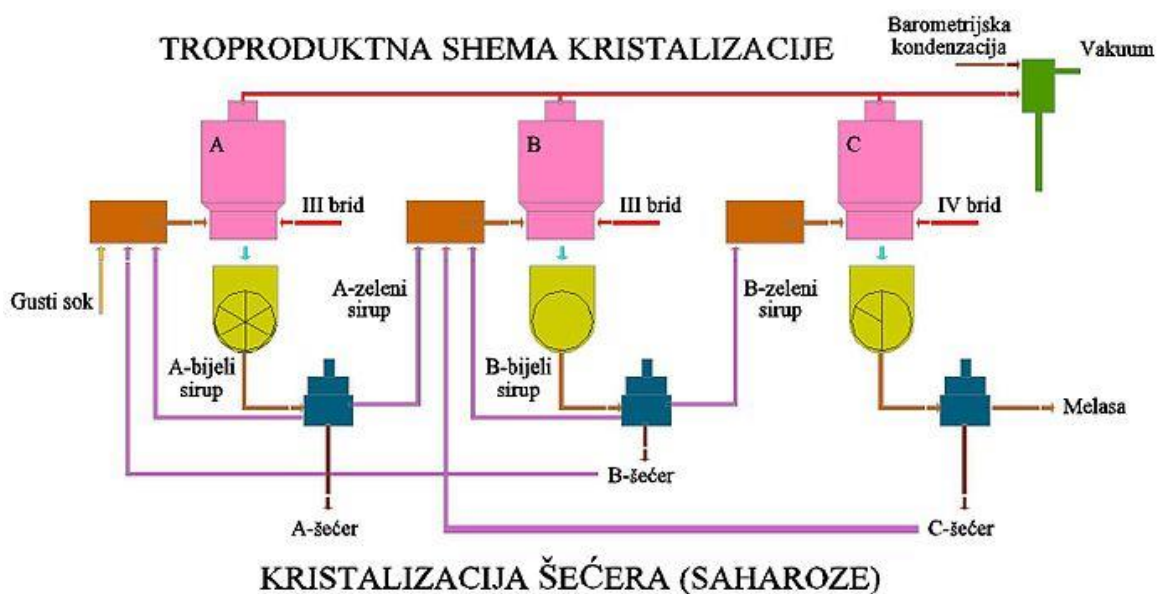 TROPRODUKTNA SHEMA KRISTALIZACIJE
Barometrijska
kondenzacija
Vakuum
A
B
C
III brid
III brid
IV brid
Gusti sok
A-zeleni
sirup
B-zeleni
sirup
A-bijeli
sirup
B-bijeli
sirup
Melasa
B-šećer
A-šećer
C-šećer
KRISTALIZACIJA ŠEĆERA (SAHAROZE)